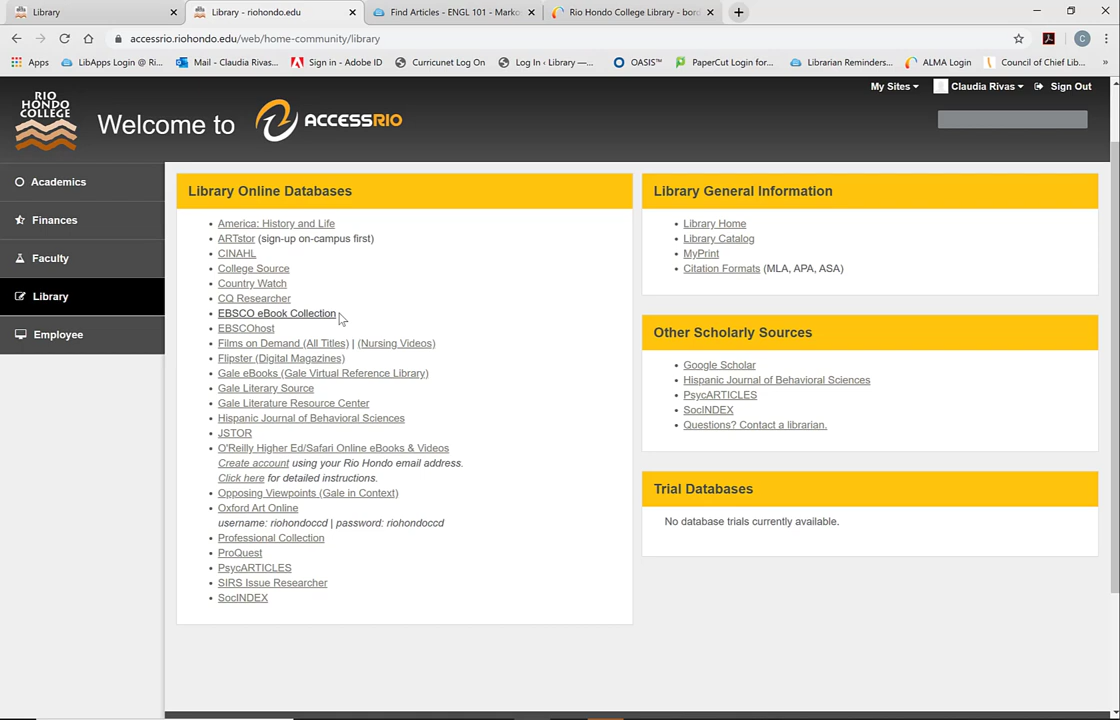 Library
Library - riohondo.edu
Find Articles - ENGL 101 - Marko
Rio Hondo College Library - bord
accessrio.riohondo.edu/web/home-community/library
Apps
LibApps Login @ Ri...
Mail - Claudia Rivas...
Sign in - Adobe ID
Curricunet Log On
Log In ‹ Library —...
OASIS™
PaperCut Login for...
Librarian Reminders...
ALMA Login
Council of Chief Lib...
»
C
RIO HONDO COLLEGE
Welcome to ACCESSRIO
My Sites
Claudia Rivas
Sign Out
Academics
Finances
Faculty
Library
Employee
Library Online Databases
America: History and Life
ARTstor (sign-up on-campus first)
CINAHL
College Source
Country Watch
CQ Researcher
EBSCO eBook Collection
EBSCOhost
Films on Demand (All Titles) | (Nursing Videos)
Flipster (Digital Magazines)
Gale eBooks (Gale Virtual Reference Library)
Gale Literary Source
Gale Literature Resource Center
Hispanic Journal of Behavioral Sciences
JSTOR
O'Reilly Higher Ed/Safari Online eBooks & Videos
Create account using your Rio Hondo email address.
Click here for detailed instructions.
Opposing Viewpoints (Gale in Context)
Oxford Art Online
username: riohondoccd | password: riohondoccd
Professional Collection
ProQuest
PsycARTICLES
SIRS Issue Researcher
SocINDEX
Library General Information
Library Home
Library Catalog
MyPrint
Citation Formats (MLA, APA, ASA)
Other Scholarly Sources
Google Scholar
Hispanic Journal of Behavioral Sciences
PsycARTICLES
SocINDEX
Questions? Contact a librarian.
Trial Databases
No database trials currently available.